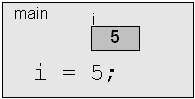 main
i
5
i = 5;